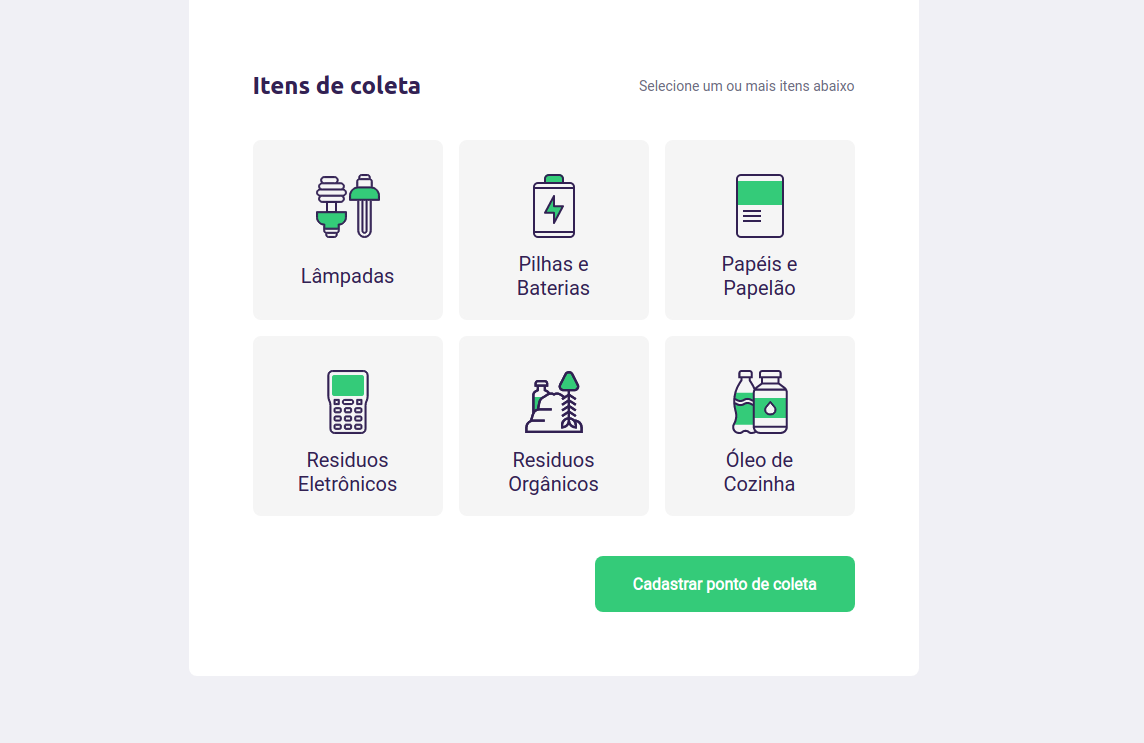 Itens de coleta
Selecione um ou mais itens abaixo
Lâmpadas
Pilhas e
Baterias
Papéis e
Papelão
Residuos
Eletrônicos
Residuos
Orgânicos
Óleo de
Cozinha
Cadastrar ponto de coleta